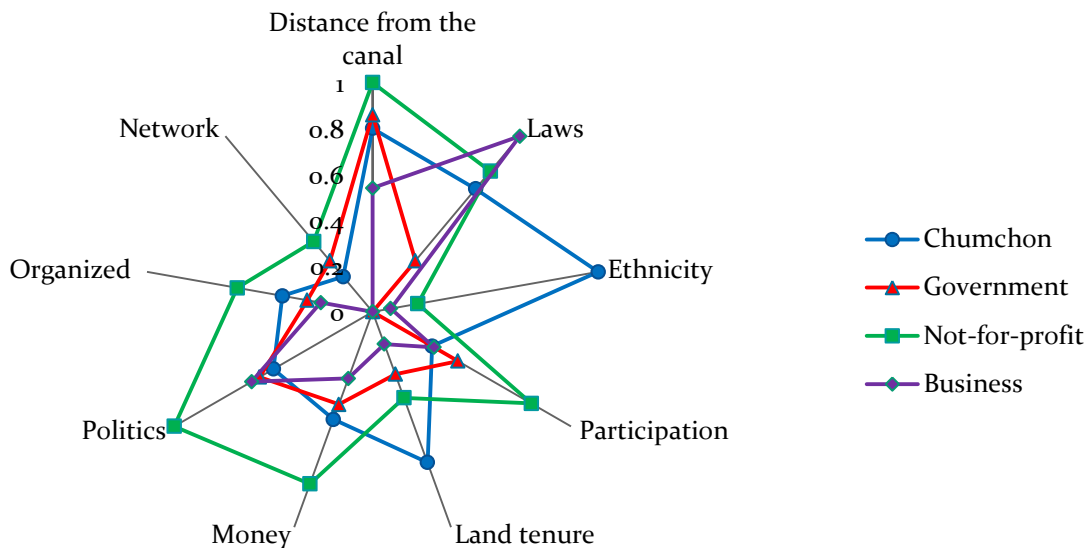 Distance from the
canal
1
0.8
0.6
0.4
0.2
0
Laws
Ethnicity
Participation
Land tenure
Money
Politics
Organized
Network
Chumchon
Government
Not-for-profit
Business